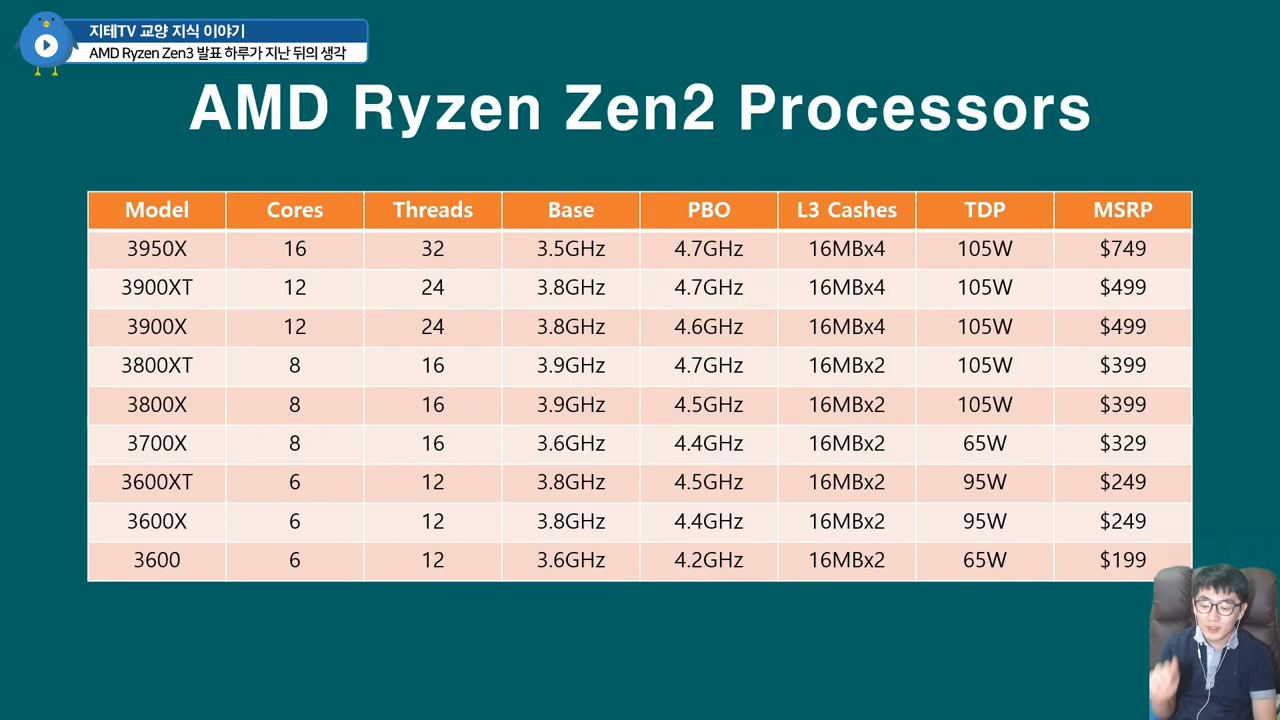 지테TV 교양 지식 이야기
AMD Ryzen Zen3 발표 하루가 지난 뒤의 생각
AMD Ryzen Zen2 Processors
Model Cores Threads Base PBO L3 Cashes TDP MSRP
3950X 16 32 3.5GHz 4.7GHz 16MBx4 105W $749
3900XT 12 24 3.8GHz 4.7GHz 16MBx4 105W $499
3900X 12 24 3.8GHz 4.6GHz 16MBx4 105W $499
3800XT 8 16 3.9GHz 4.7GHz 16MBx2 105W $399
3800X 8 16 3.9GHz 4.5GHz 16MBx2 105W $399
3700X 8 16 3.6GHz 4.4GHz 16MBx2 65W $329
3600XT 6 12 3.8GHz 4.5GHz 16MBx2 95W $249
3600X 6 12 3.8GHz 4.4GHz 16MBx2 95W $249
3600 6 12 3.6GHz 4.2GHz 16MBx2 65W $199